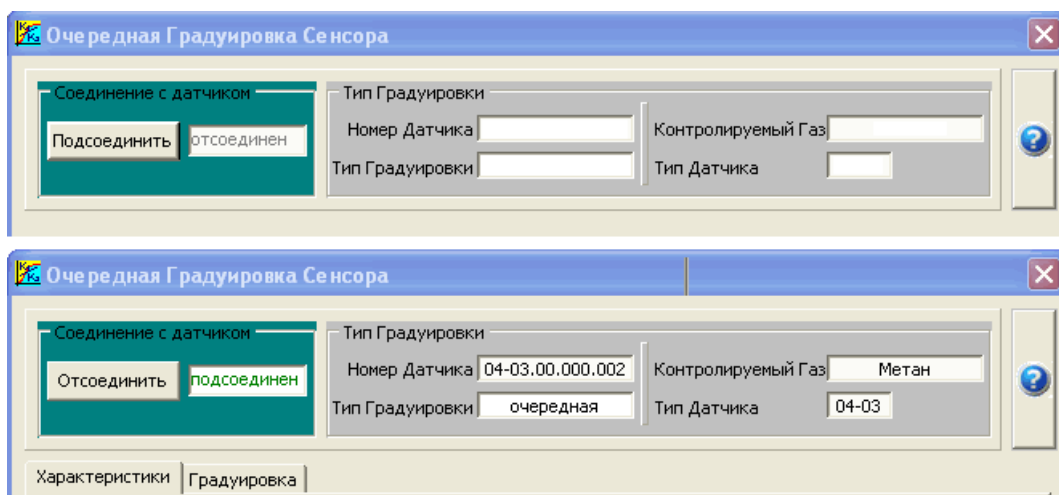 Очередная Градуировка Сенсора
Соединение с датчиком
Тип Градуировки
Подсоединить отсоединен
Номер Датчика
Контролируемый Газ
Тип Градуировки
Тип Датчика
Очередная Градуировка Сенсора
Соединение с датчиком
Тип Градуировки
Отсоединить подсоединен
Номер Датчика 04-03.00.000.002
Контролируемый Газ Метан
Тип Градуировки очередная
Тип Датчика 04-03
Характеристики Градуировка